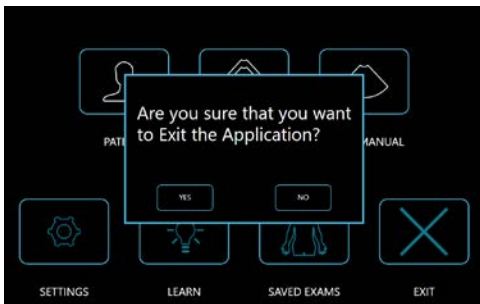 Are you sure that you want
to Exit the Application?
YES
NO
PATI
MANUAL
SETTINGS
LEARN
SAVED EXAMS
EXIT